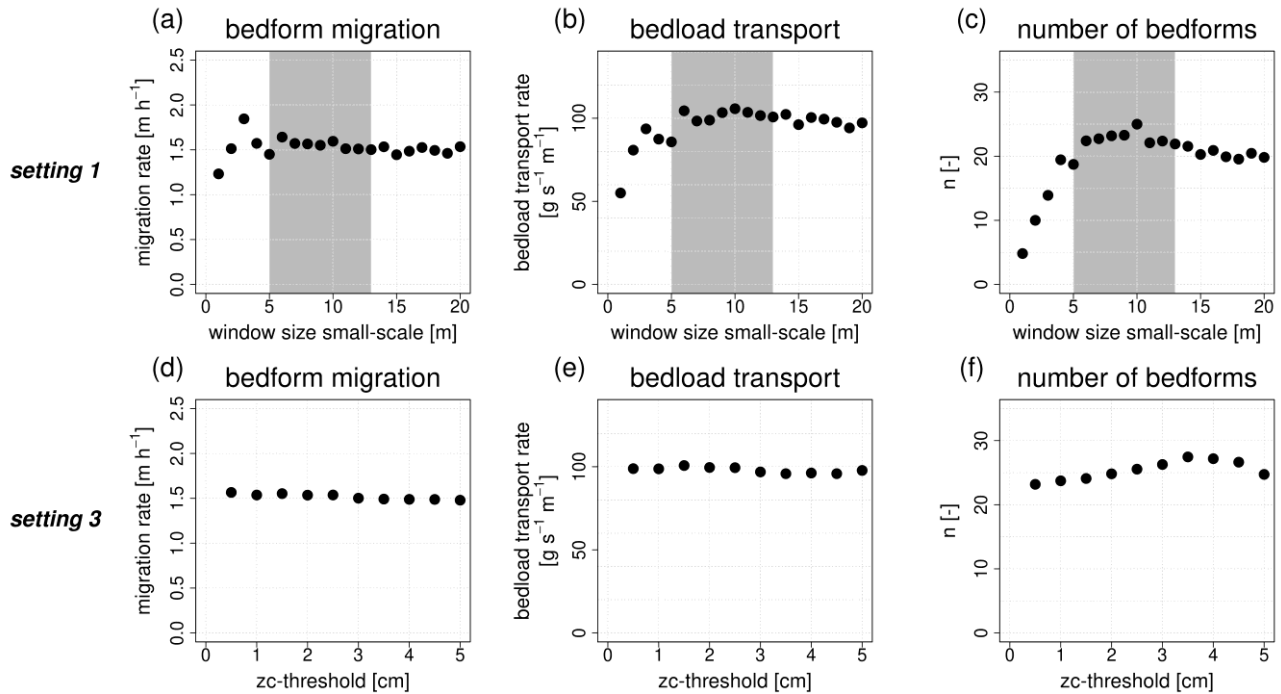 (a) bedform migration
(b) bedload transport
(c) number of bedforms
setting 1
migration rate [m h⁻¹]
0.0 0.5 1.0 1.5 2.0 2.5
0 5 10 15 20
window size small-scale [m]
bedload transport rate
[g s⁻¹ m⁻¹]
0 50 100
0 5 10 15 20
window size small-scale [m]
n [-]
0 10 20 30
0 5 10 15 20
window size small-scale [m]
(d) bedform migration
(e) bedload transport
(f) number of bedforms
setting 3
migration rate [m h⁻¹]
0.0 0.5 1.0 1.5 2.0 2.5
0 1 2 3 4 5
zc-threshold [cm]
bedload transport rate
[g s⁻¹ m⁻¹]
0 50 100
0 1 2 3 4 5
zc-threshold [cm]
n [-]
0 10 20 30
0 1 2 3 4 5
zc-threshold [cm]